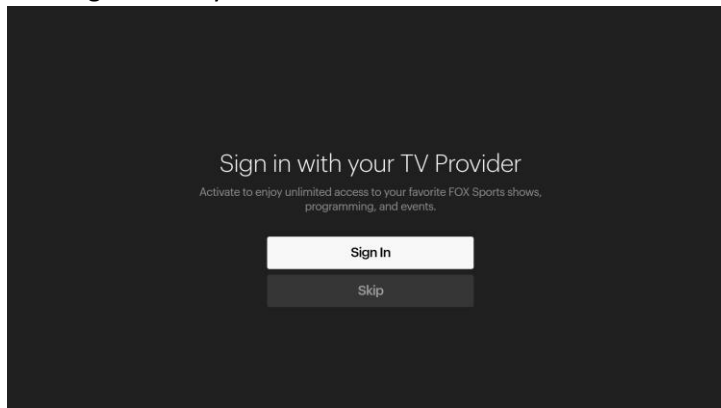 Sign in with your TV Provider
Activate to enjoy unlimited access to your favorite FOX Sports shows,
programming, and events.
Sign In
Skip